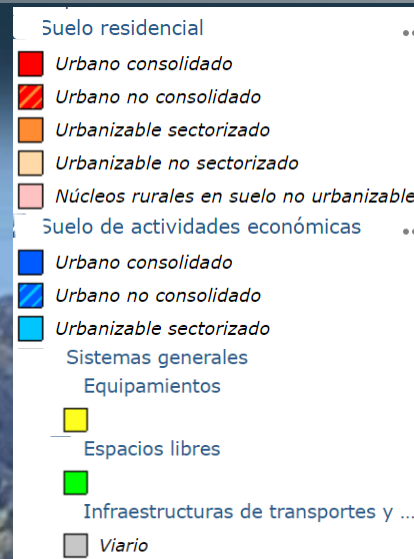 Suelo residencial
Urbano consolidado
Urbano no consolidado
Urbanizable sectorizado
Urbanizable no sectorizado
Núcleos rurales en suelo no urbanizable
Suelo de actividades económicas
Urbano consolidado
Urbano no consolidado
Urbanizable sectorizado
Sistemas generales
Equipamientos
Espacios libres
Infraestructuras de transportes y ...
Viario